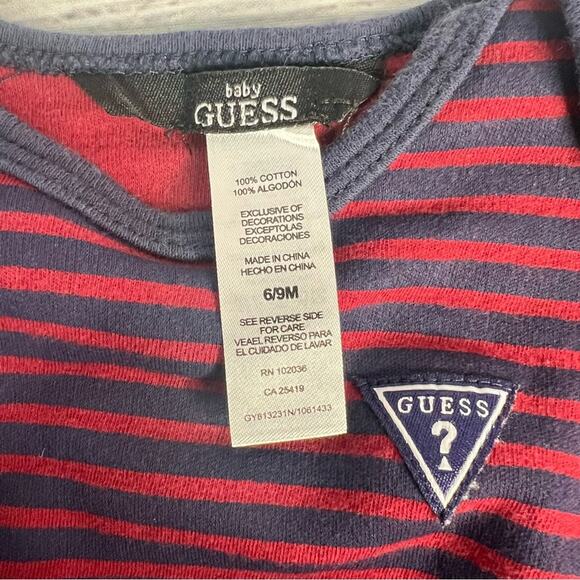 baby
GUESS
100% COTTON
100% ALGODÓN
EXCLUSIVE OF
DECORATIONS
EXCEPTOLAS
DECORACIONES
MADE IN CHINA
HECHO EN CHINA
6/9M
SEE REVERSE SIDE
FOR CARE
VEAEL REVERSO PARA
EL CUIDADO DE LAVAR
RN 102036
CA 25419
GY813231N/1061433
GUESS
?